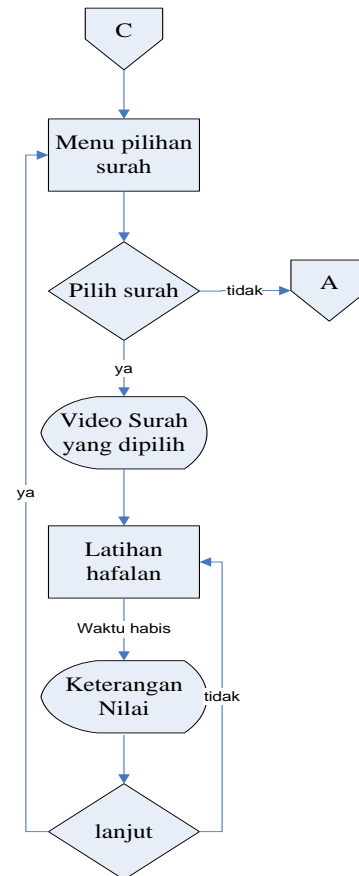 C
Menu pilihan
surah
Pilih surah
tidak
A
ya
Video Surah
yang dipilih
ya
Latihan
hafalan
Waktu habis
Keterangan
Nilai
tidak
lanjut